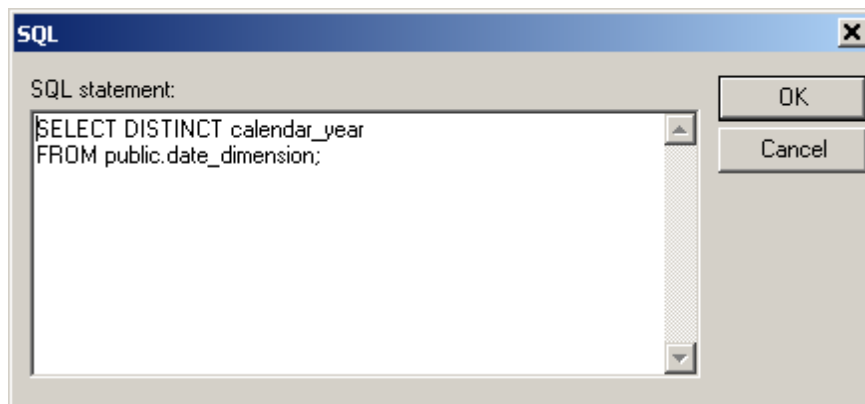 SQL
SQL statement:
SELECT DISTINCT calendar_year
FROM public.date_dimension;
OK
Cancel